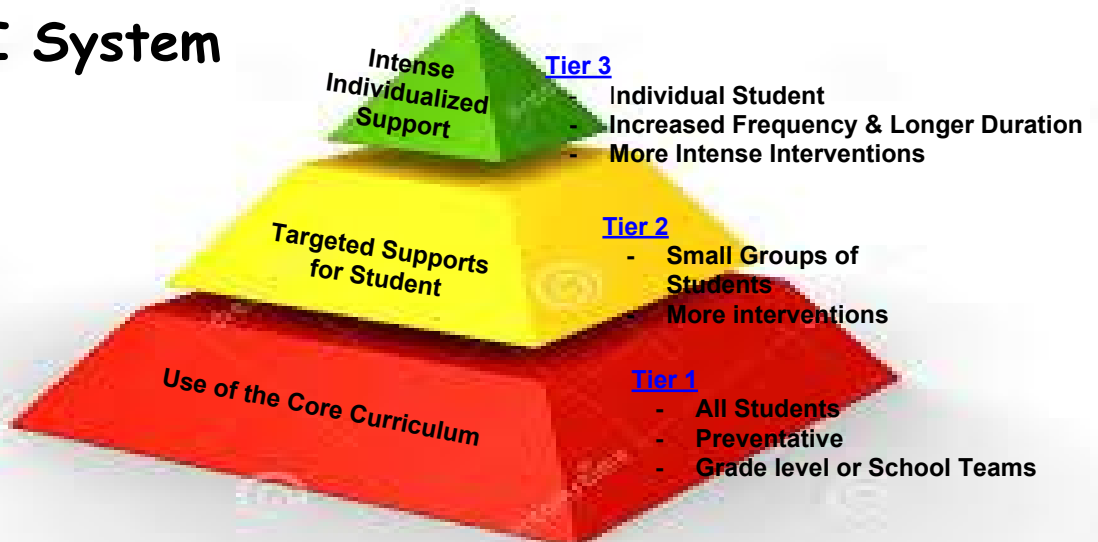 I System
Intense
Individualized
Support
Tier 3
- Individual Student
- Increased Frequency & Longer Duration
- More Intense Interventions
Targeted Supports
for Student
Tier 2
- Small Groups of
Students
- More interventions
Use of the Core Curriculum
Tier 1
- All Students
- Preventative
- Grade level or School Teams